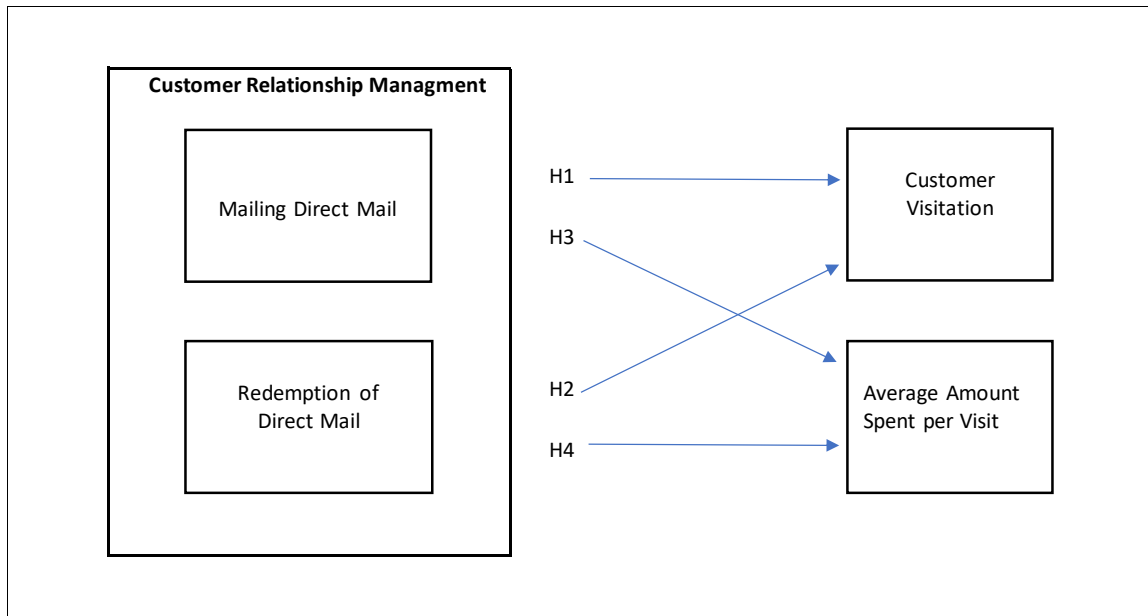 Customer Relationship Managment
Mailing Direct Mail
Redemption of
Direct Mail
H1
H3
H2
H4
Customer
Visitation
Average Amount
Spent per Visit